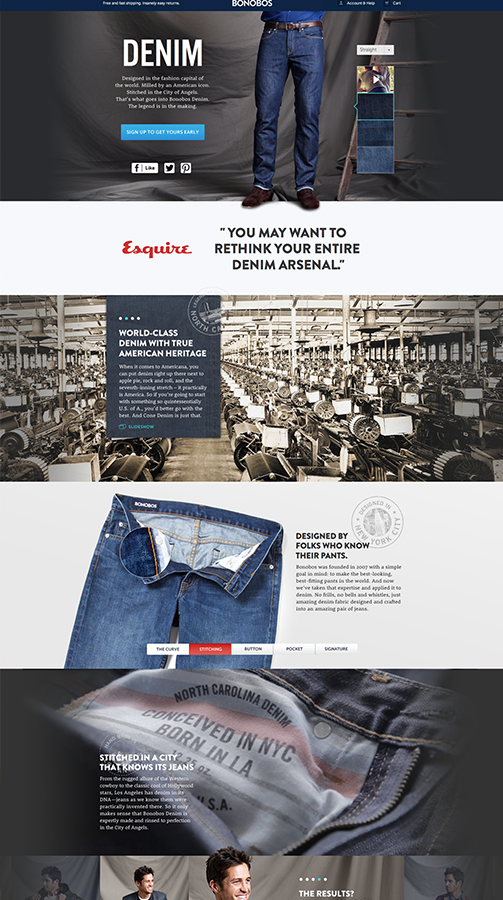 Free and fast shipping. Insanely easy returns.
BONOBOS
Account & Help
Cart
DENIM
Designed in the fashion capital of
the world. Milled by an American icon.
Stitched in the City of Angels.
That's what goes into Bonobos Denim.
The legend is in the making.
Straight
SIGN UP TO GET YOURS EARLY
Like
Esquire
"YOU MAY WANT TO
RETHINK YOUR ENTIRE
DENIM ARSENAL."
NORTH CA
WORLD-CLASS
DENIM WITH TRUE
AMERICAN HERITAGE
When it comes to Americana, you
can put denim right up there next to
apple pie, rock and roll, and the
seventh-inning stretch – it practically
is America. So if you're going to start
with something so quintessentially
U.S. of A., you'd better go with the
best. And Cone Denim is just that.
SLIDESHOW
BONOBOS
DESIGNED IN
NEW YORK CITY
DESIGNED BY
FOLKS WHO KNOW
THEIR PANTS.
Bonobos was founded in 2007 with a simple
goal in mind: to make the best-looking,
best-fitting pants in the world. And now
we've taken that expertise and applied it to
denim. No frills, no bells and whistles, just
amazing denim fabric designed and crafted
into an amazing pair of jeans.
THE CURVE
STITCHING
BUTTON
POCKET
SIGNATURE
NORTH CAROLINA DENIM
CONCEIVED IN NYC
BORN IN LA
U.S.A.
STITCHED IN A CITY
THAT KNOWS ITS JEANS
From the rugged allure of the Western
cowboy to the classic cool of Hollywood
stars, Los Angeles has denim in its
DNA—jeans as we know them were
practically invented there. So it only
makes sense that Bonobos Denim is
expertly made and rinsed to perfection
in the City of Angels.
THE RESULTS?